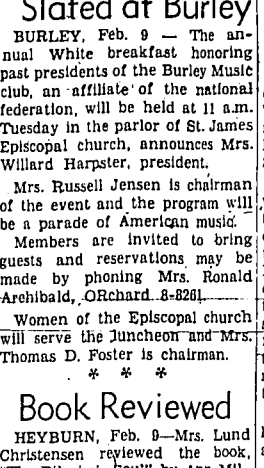 Slated at Burley
BURLEY, Feb. 9 — The an-
nual White breakfast honoring
past presidents of the Burley Music
club, an affiliate of the national
federation, will be held at 11 a.m.
Tuesday in the parlor of St. James
Episcopal church, announces Mrs.
Willard Harpster, president.
Mrs. Russell Jensen is chairman
of the event and the program will
be a parade of American music.
Members are invited to bring
guests and reservations may be
made by phoning Mrs. Ronald
Archibald, ORchard 8-8261.
Women of the Episcopal church
will serve the luncheon and Mrs.
Thomas D. Foster is chairman.
* * *
Book Reviewed
HEYBURN, Feb. 9—Mrs. Lund
Christensen reviewed the book,